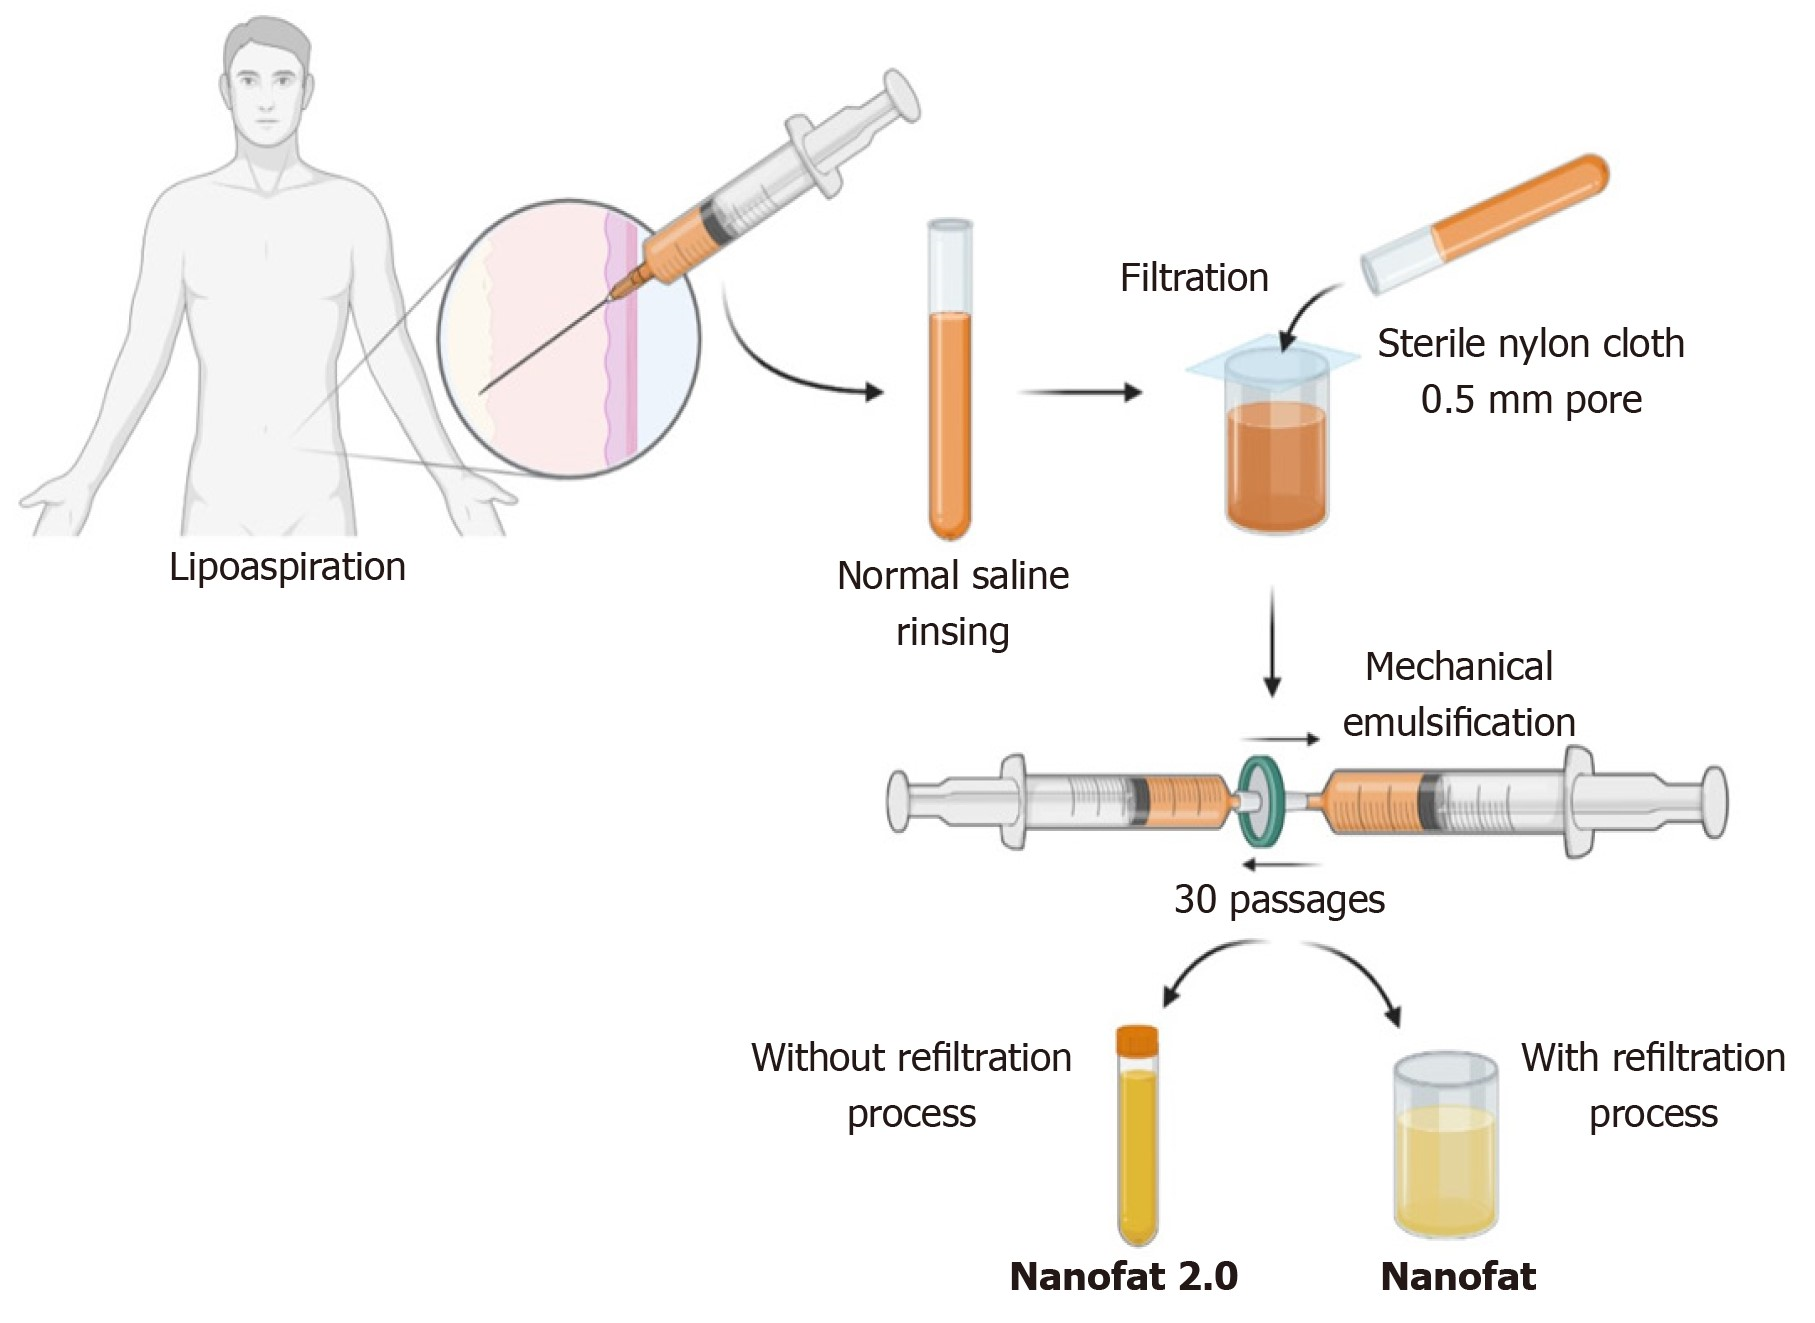 Lipoaspiration
Normal saline
rinsing
Filtration
Sterile nylon cloth
0.5 mm pore
Mechanical
emulsification
30 passages
Without refiltration
process
With refiltration
process
Nanofat 2.0
Nanofat